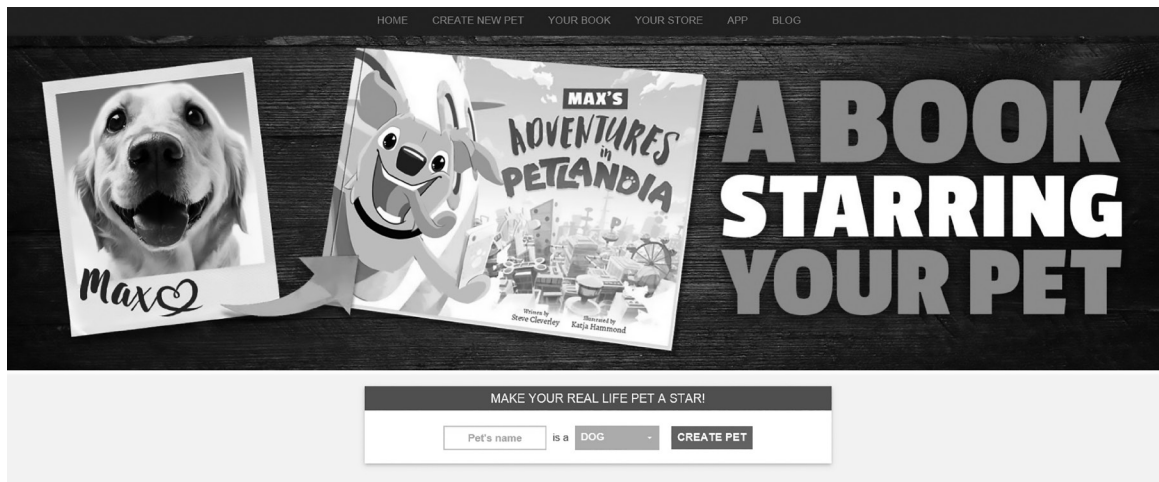 HOME CREATE NEW PET YOUR BOOK YOUR STORE APP BLOG
Max
MAX'S
ADVENTURES
in
PETLANDIA
Written by
Steve Cleverley
Illustrated by
Katja Hammond
A BOOK
STARRING
YOUR PET
MAKE YOUR REAL LIFE PET A STAR!
Pet's name is a DOG - CREATE PET